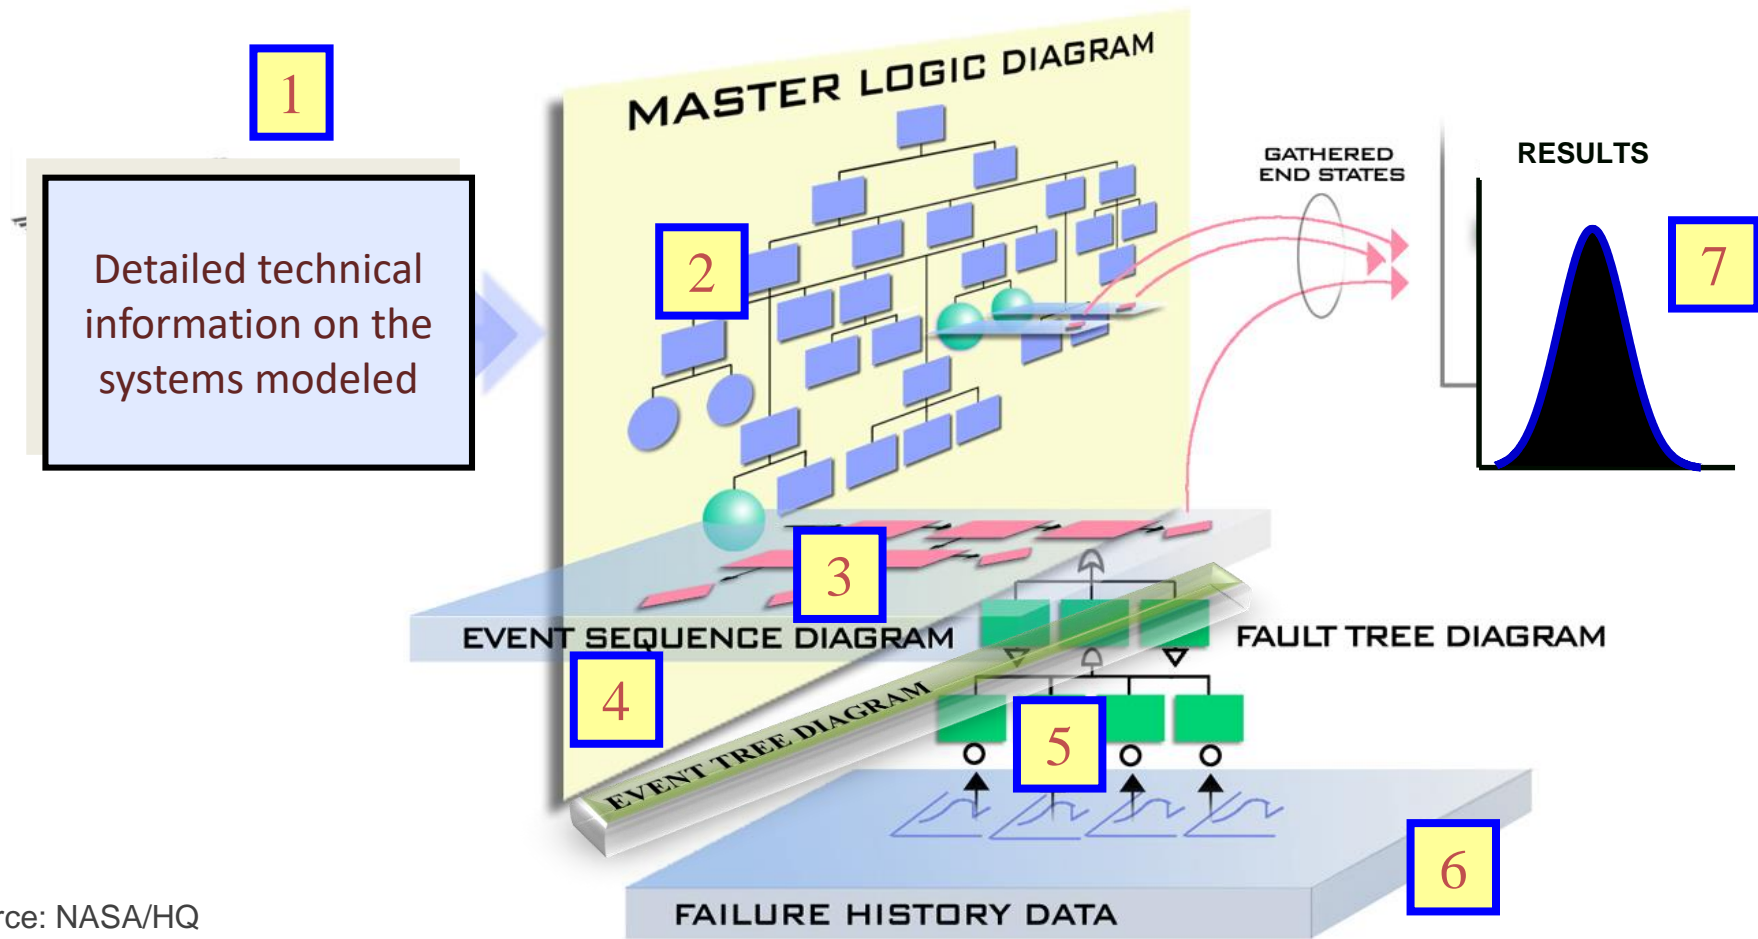 1
MASTER LOGIC DIAGRAM
GATHERED
END STATES
RESULTS
Detailed technical
information on the
systems modeled
2
7
3
EVENT SEQUENCE DIAGRAM
FAULT TREE DIAGRAM
4
EVENT TREE DIAGRAM
5
6
FAILURE HISTORY DATA
rce: NASA/HQ